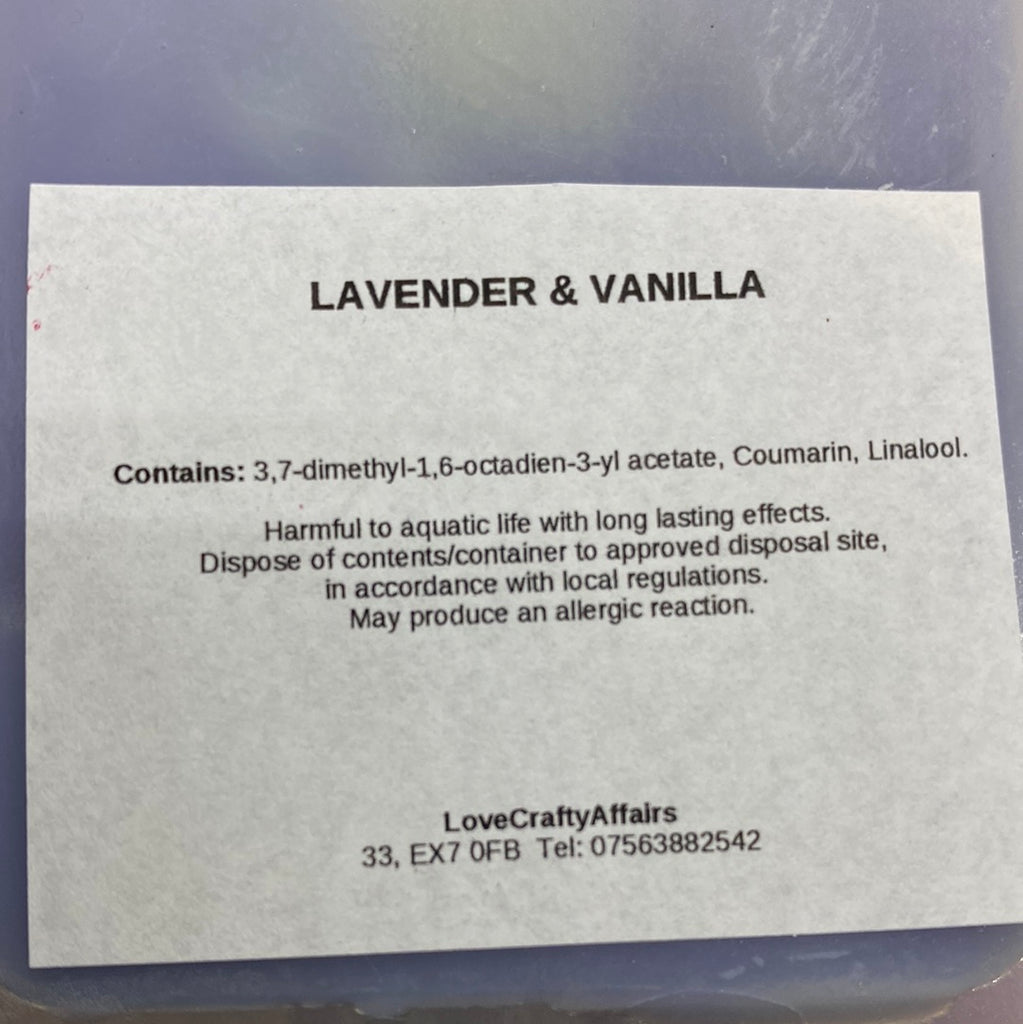 LAVENDER & VANILLA
Contains: 3,7-dimethyl-1,6-octadien-3-yl acetate, Coumarin, Linalool.
Harmful to aquatic life with long lasting effects.
Dispose of contents/container to approved disposal site,
in accordance with local regulations.
May produce an allergic reaction.
LoveCraftyAffairs
33, EX7 0FB Tel: 07563882542